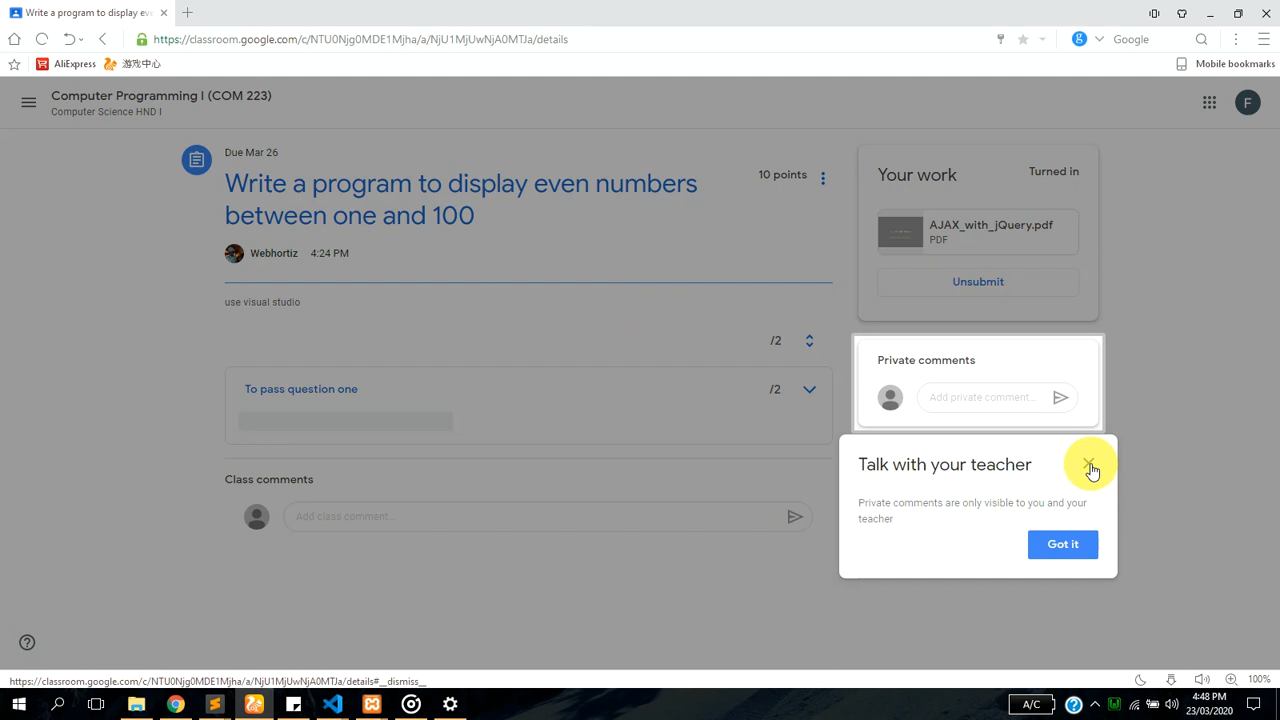 Write a program to display eve
https://classroom.google.com/c/NTU0Njg0MDE1Mjha/a/NjU1MjUwNjA0MTJa/details
Google
AliExpress
游戏中心
Mobile bookmarks
Computer Programming I (COM 223)
Computer Science HND I
F
Due Mar 26
Write a program to display even numbers
between one and 100
10 points
Webhortiz 4:24 PM
use visual studio
/2
To pass question one
/2
Class comments
Add class comment...
Your work
Turned in
AJAX_with_jQuery.pdf
PDF
Unsubmit
Private comments
Add private comment...
Talk with your teacher
Private comments are only visible to you and your
teacher
Got it
https://classroom.google.com/c/NTU0Njg0MDE1Mjha/a/NjU1MjUwNjA0MTJa/details#__dismiss__
100%
A/C
4:48 PM
23/03/2020